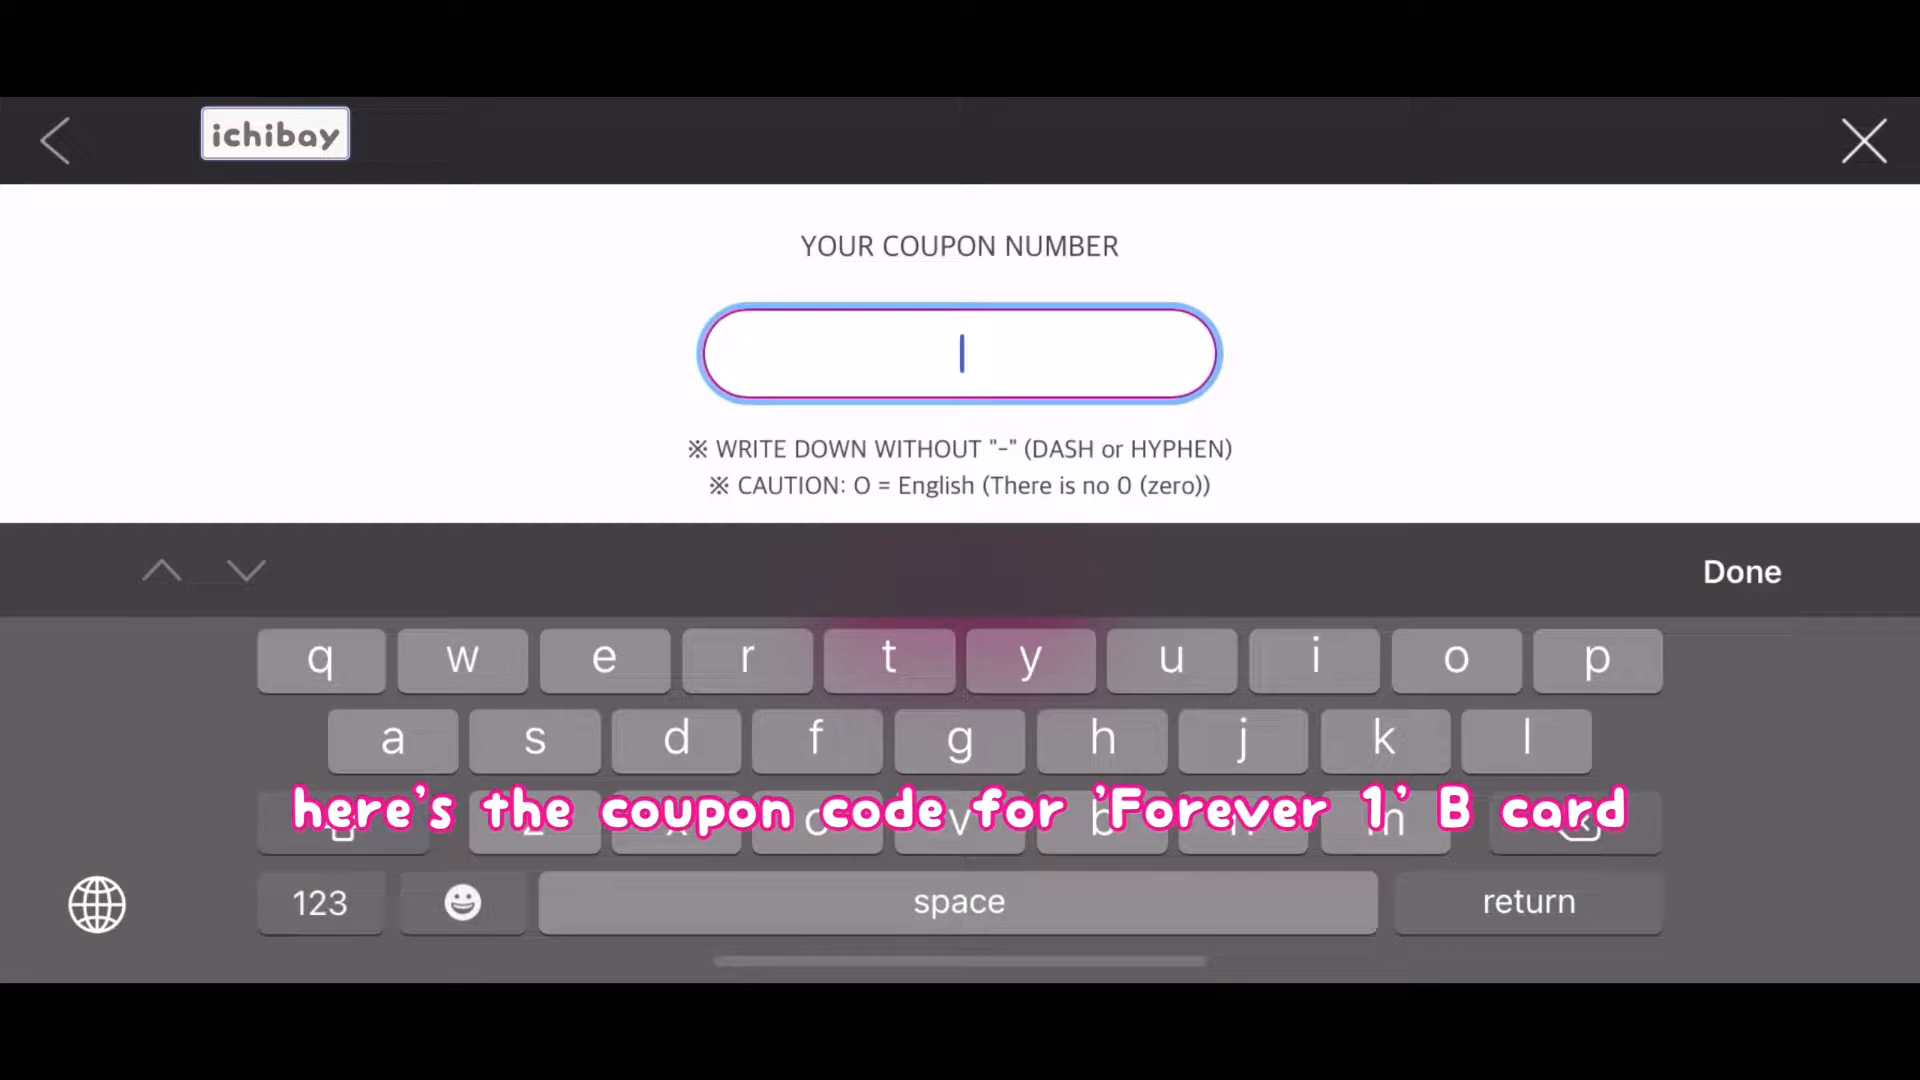 ichibay
YOUR COUPON NUMBER
※ WRITE DOWN WITHOUT "-" (DASH or HYPHEN)
※ CAUTION: O = English (There is no 0 (zero))
Done
q w e r t y u i o p
a s d f g h j k l
here's the coupon code for 'Forever 1' B card
z x c v b n m
123 space return